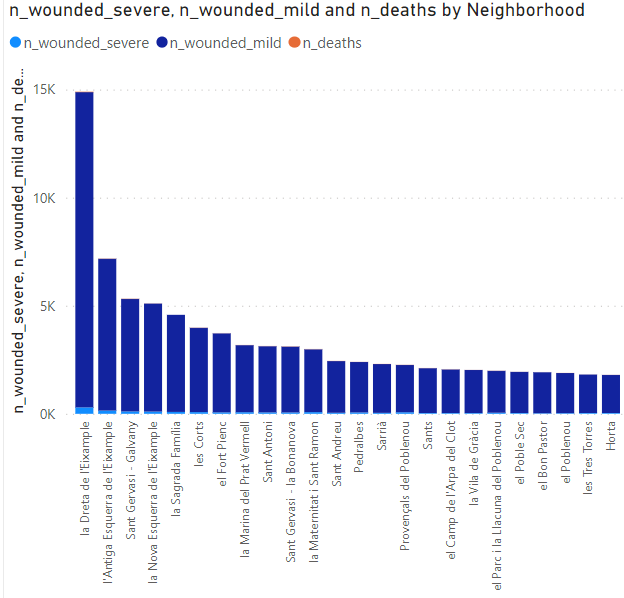 n_wounded_severe, n_wounded_mild and n_deaths by Neighborhood
n_wounded_severe n_wounded_mild n_deaths
n_wounded_severe, n_wounded_mild and n_de...
15K
10K
5K
0K
la Dreta de l'Eixample
l'Antiga Esquerra de l'Eixample
Sant Gervasi - Galvany
la Nova Esquerra de l'Eixample
la Sagrada Família
les Corts
el Fort Pienc
la Marina del Prat Vermell
Sant Antoni
Sant Gervasi - la Bonanova
la Maternitat i Sant Ramon
Sant Andreu
Pedralbes
Sarrià
Provençals del Poblenou
Sants
el Camp de l'Arpa del Clot
la Vila de Gràcia
el Parc i la Llacuna del Poblenou
el Poble Sec
el Bon Pastor
el Poblenou
les Tres Torres
Horta